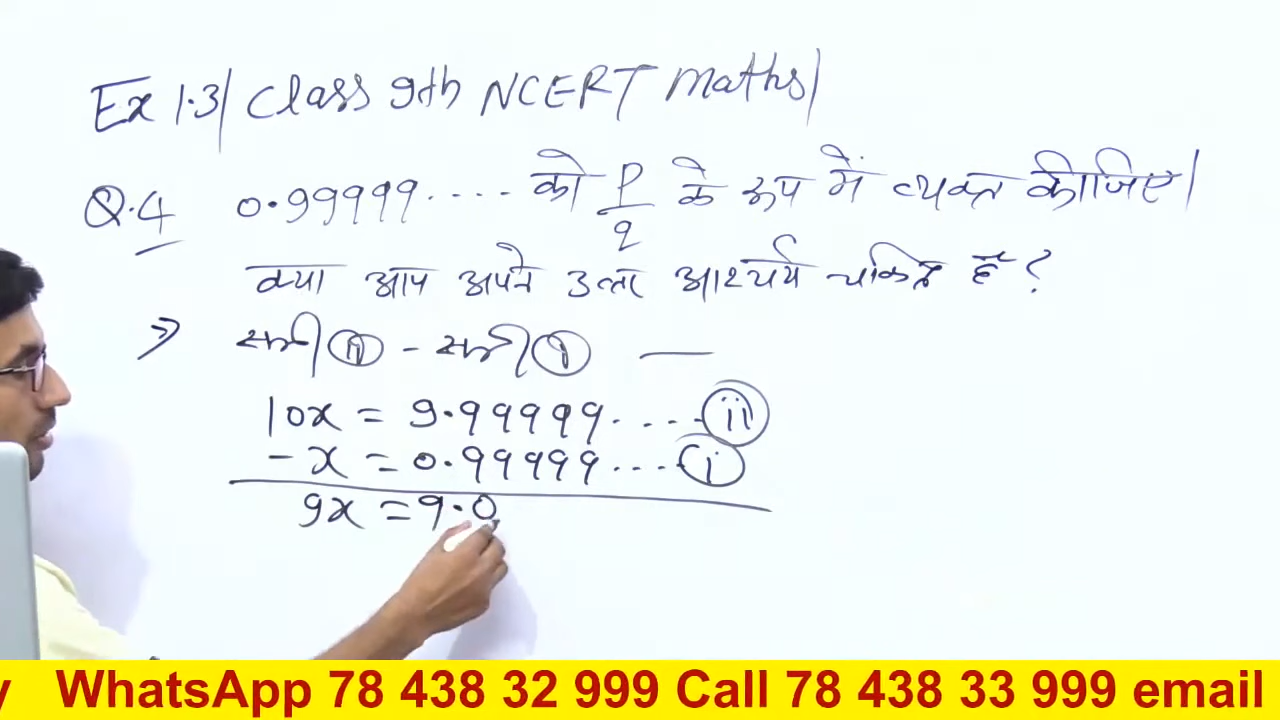 Ex 1.3| Class 9th NCERT Maths|
Q.4 0.99999.... को p/q के रूप में व्यक्त कीजिए|
क्या आप अपने उत्तर आश्चर्य चकित हैं ?
⇒ समी (ii) - समी (i) —
10x = 9.99999.... - (ii)
- x = 0.99999.... - (i)
9x = 9.0
y WhatsApp 78 438 32 999 Call 78 438 33 999 email